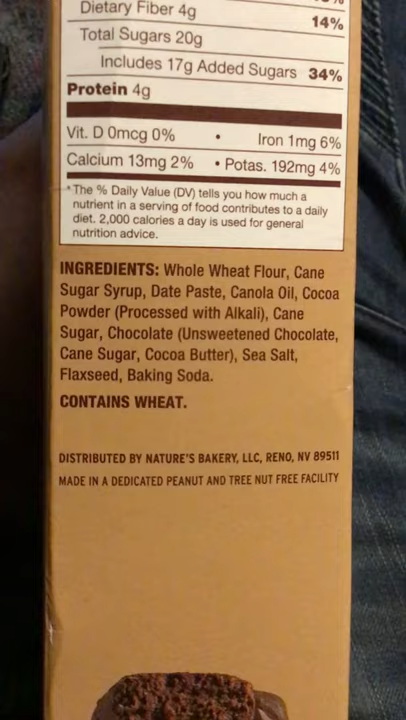 Dietary Fiber 4g 14%
Total Sugars 20g
Includes 17g Added Sugars 34%
Protein 4g
Vit. D 0mcg 0% • Iron 1mg 6%
Calcium 13mg 2% • Potas. 192mg 4%
*The % Daily Value (DV) tells you how much a
nutrient in a serving of food contributes to a daily
diet. 2,000 calories a day is used for general
nutrition advice.
INGREDIENTS: Whole Wheat Flour, Cane
Sugar Syrup, Date Paste, Canola Oil, Cocoa
Powder (Processed with Alkali), Cane
Sugar, Chocolate (Unsweetened Chocolate,
Cane Sugar, Cocoa Butter), Sea Salt,
Flaxseed, Baking Soda.
CONTAINS WHEAT.
DISTRIBUTED BY NATURE'S BAKERY, LLC, RENO, NV 89511
MADE IN A DEDICATED PEANUT AND TREE NUT FREE FACILITY